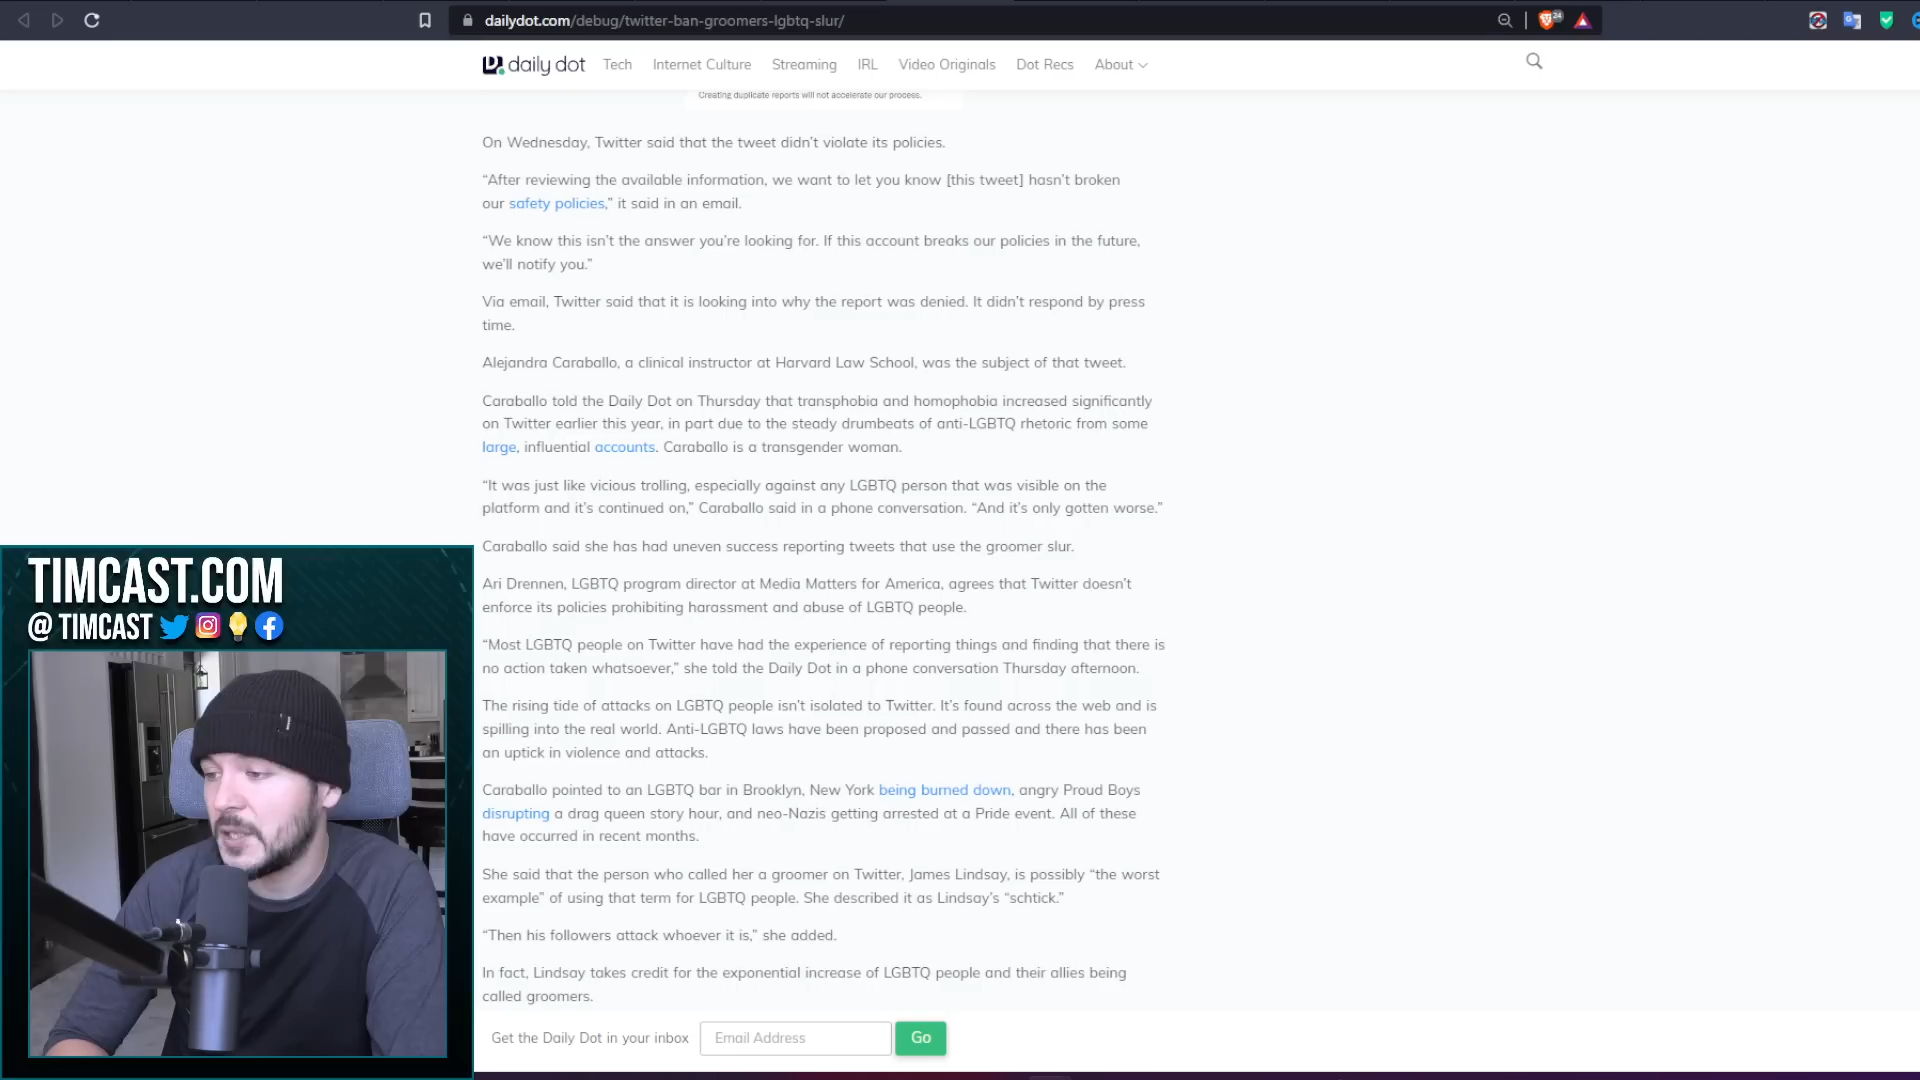 dailydot.com/debug/twitter-ban-groomers-lgbtq-slur/
24
daily dot Tech Internet Culture Streaming IRL Video Originals Dot Recs About
Creating duplicate reports will not accelerate our process.
On Wednesday, Twitter said that the tweet didn’t violate its policies.
“After reviewing the available information, we want to let you know [this tweet] hasn’t broken
our safety policies,” it said in an email.
“We know this isn’t the answer you’re looking for. If this account breaks our policies in the future,
we’ll notify you.”
Via email, Twitter said that it is looking into why the report was denied. It didn’t respond by press
time.
Alejandra Caraballo, a clinical instructor at Harvard Law School, was the subject of that tweet.
Caraballo told the Daily Dot on Thursday that transphobia and homophobia increased significantly
on Twitter earlier this year, in part due to the steady drumbeats of anti-LGBTQ rhetoric from some
large, influential accounts. Caraballo is a transgender woman.
“It was just like vicious trolling, especially against any LGBTQ person that was visible on the
platform and it’s continued on,” Caraballo said in a phone conversation. “And it’s only gotten worse.”
Caraballo said she has had uneven success reporting tweets that use the groomer slur.
Ari Drennen, LGBTQ program director at Media Matters for America, agrees that Twitter doesn’t
enforce its policies prohibiting harassment and abuse of LGBTQ people.
“Most LGBTQ people on Twitter have had the experience of reporting things and finding that there is
no action taken whatsoever,” she told the Daily Dot in a phone conversation Thursday afternoon.
The rising tide of attacks on LGBTQ people isn’t isolated to Twitter. It’s found across the web and is
spilling into the real world. Anti-LGBTQ laws have been proposed and passed and there has been
an uptick in violence and attacks.
Caraballo pointed to an LGBTQ bar in Brooklyn, New York being burned down, angry Proud Boys
disrupting a drag queen story hour, and neo-Nazis getting arrested at a Pride event. All of these
have occurred in recent months.
She said that the person who called her a groomer on Twitter, James Lindsay, is possibly “the worst
example” of using that term for LGBTQ people. She described it as Lindsay’s “schtick.”
“Then his followers attack whoever it is,” she added.
In fact, Lindsay takes credit for the exponential increase of LGBTQ people and their allies being
called groomers.
Get the Daily Dot in your inbox Email Address Go
TIMCAST.COM
@ TIMCAST